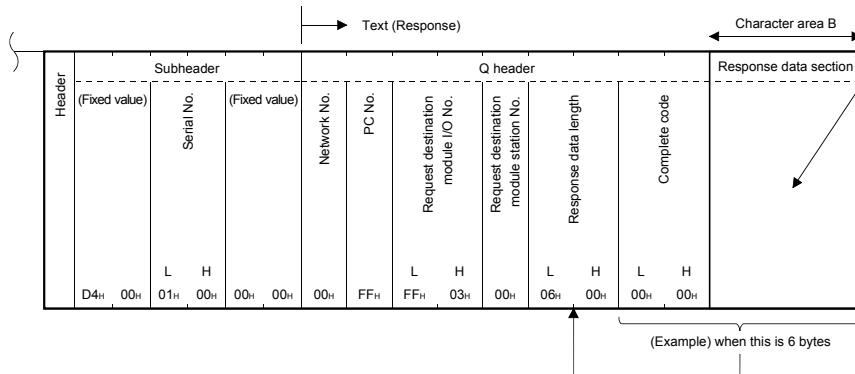 Text (Response)
Character area B
Header
Subheader
Q header
Response data section
(Fixed value)
Serial No.
(Fixed value)
Network No.
PC No.
Request destination
module I/O No.
Request destination
module station No.
Response data length
Complete code
L H L H L H L H
D4H 00H 01H 00H 00H 00H 00H FFH FFH 03H 00H 06H 00H 00H 00H
(Example) when this is 6 bytes